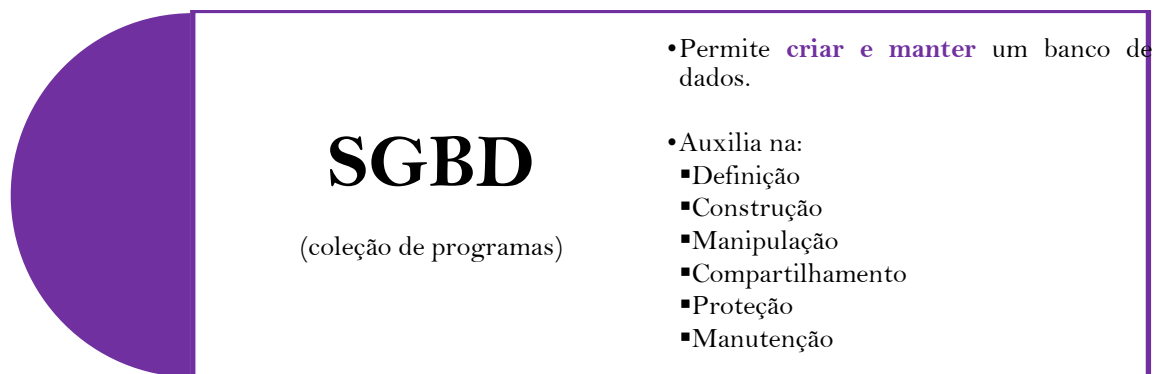 SGBD
(coleção de programas)
•Permite criar e manter um banco de
dados.
•Auxilia na:
▪Definição
▪Construção
▪Manipulação
▪Compartilhamento
▪Proteção
▪Manutenção